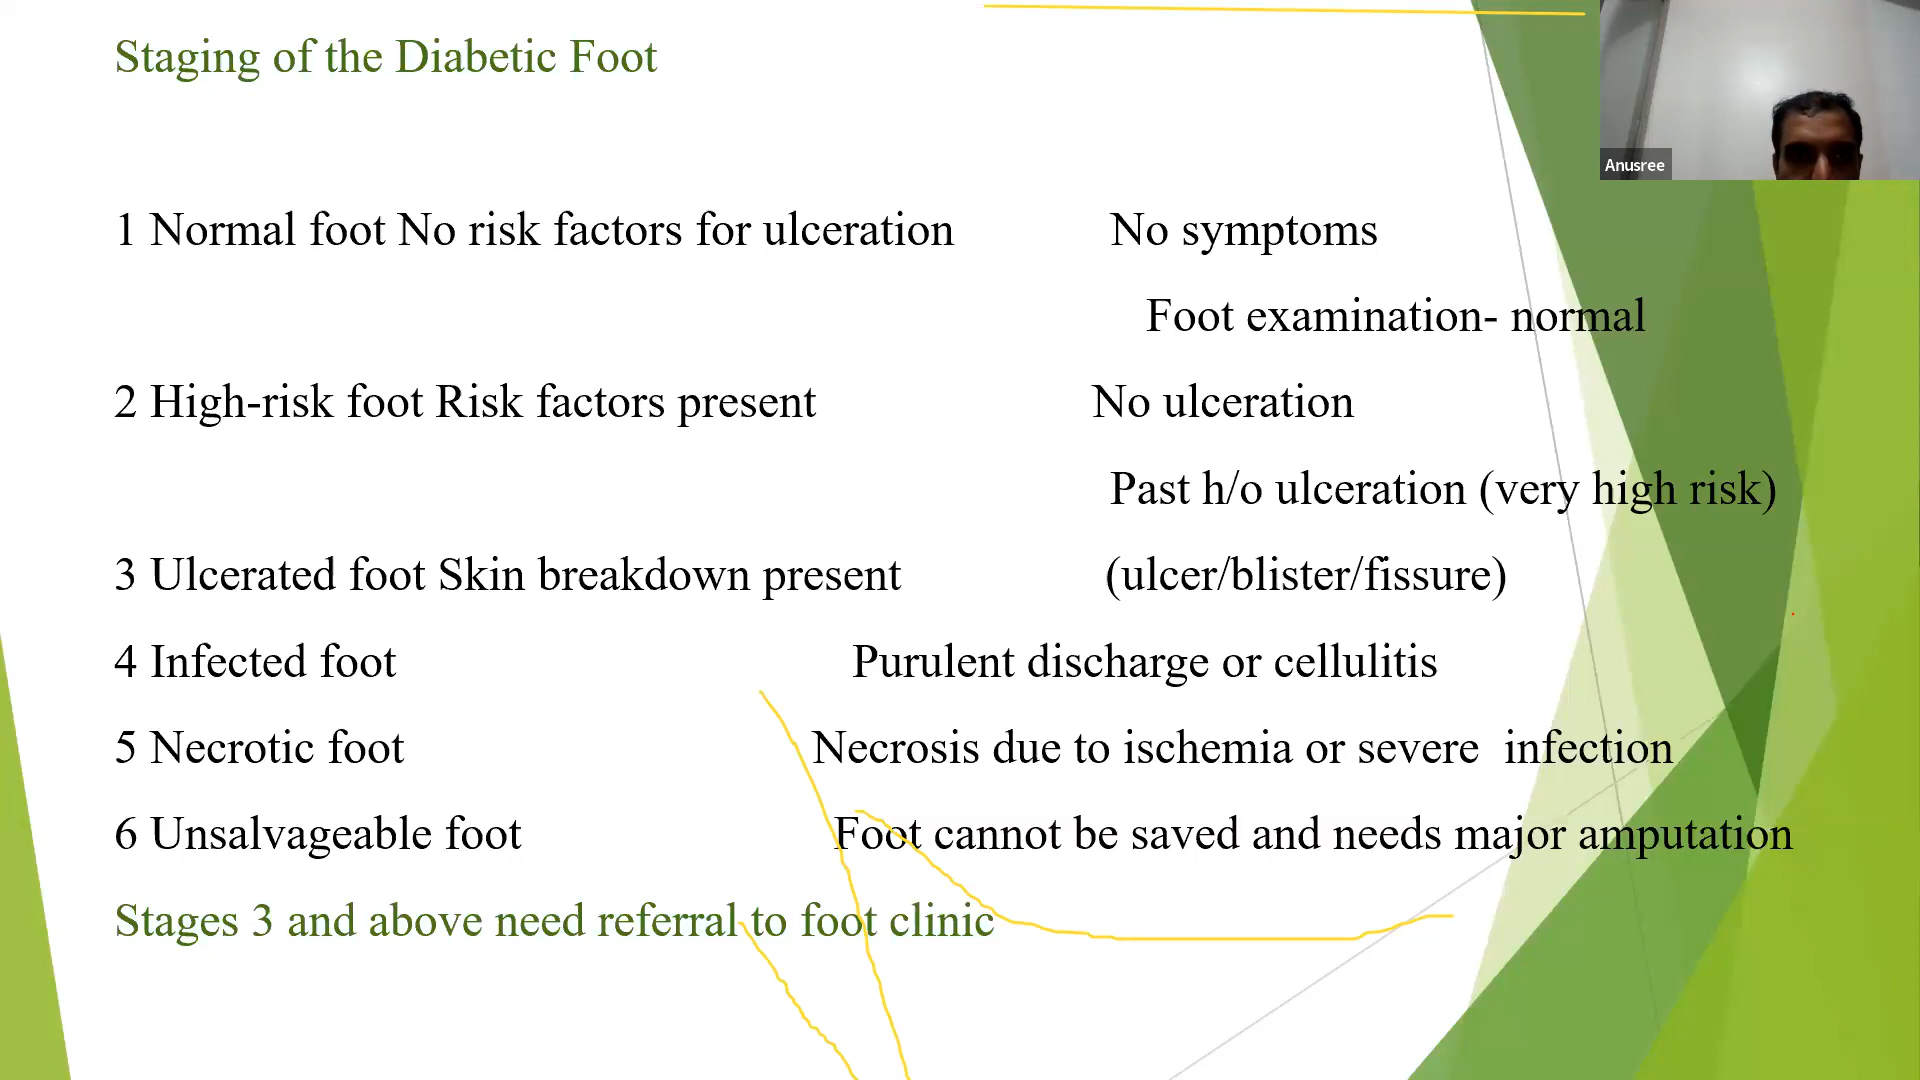 Staging of the Diabetic Foot
Anusree
1 Normal foot No risk factors for ulceration No symptoms
Foot examination- normal
2 High-risk foot Risk factors present No ulceration
Past h/o ulceration (very high risk)
3 Ulcerated foot Skin breakdown present (ulcer/blister/fissure)
4 Infected foot Purulent discharge or cellulitis
5 Necrotic foot Necrosis due to ischemia or severe infection
6 Unsalvageable foot Foot cannot be saved and needs major amputation
Stages 3 and above need referral to foot clinic